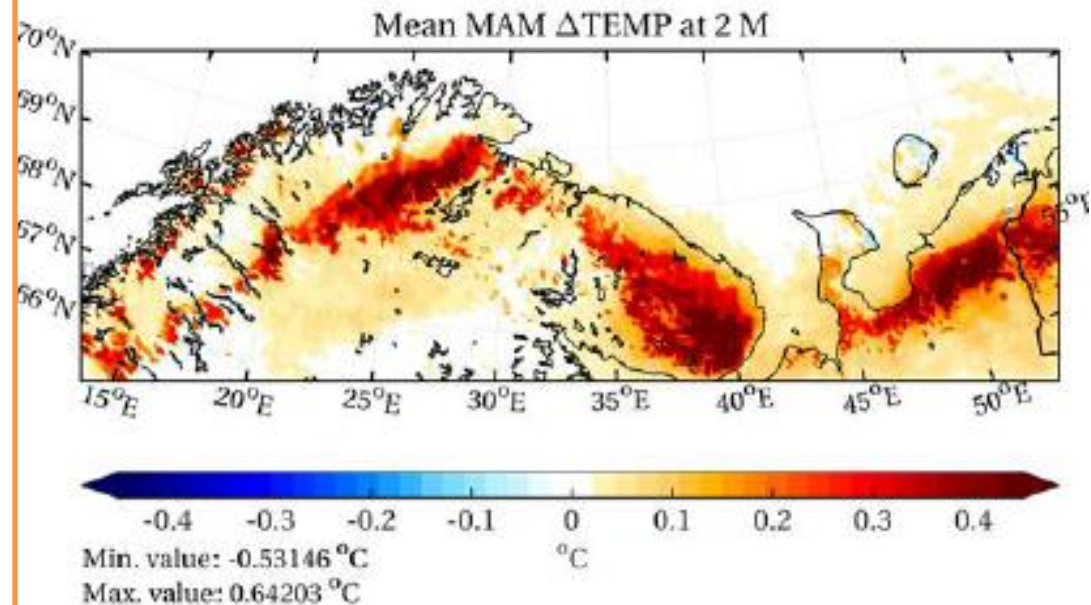 Mean MAM ΔTEMP at 2 M
70°N
69°N
68°N
67°N
66°N
15°E 20°E 25°E 30°E 35°E 40°E 45°E 50°E
-0.4 -0.3 -0.2 -0.1 0 0.1 0.2 0.3 0.4
°C
Min. value: -0.53146 °C
Max. value: 0.64203 °C